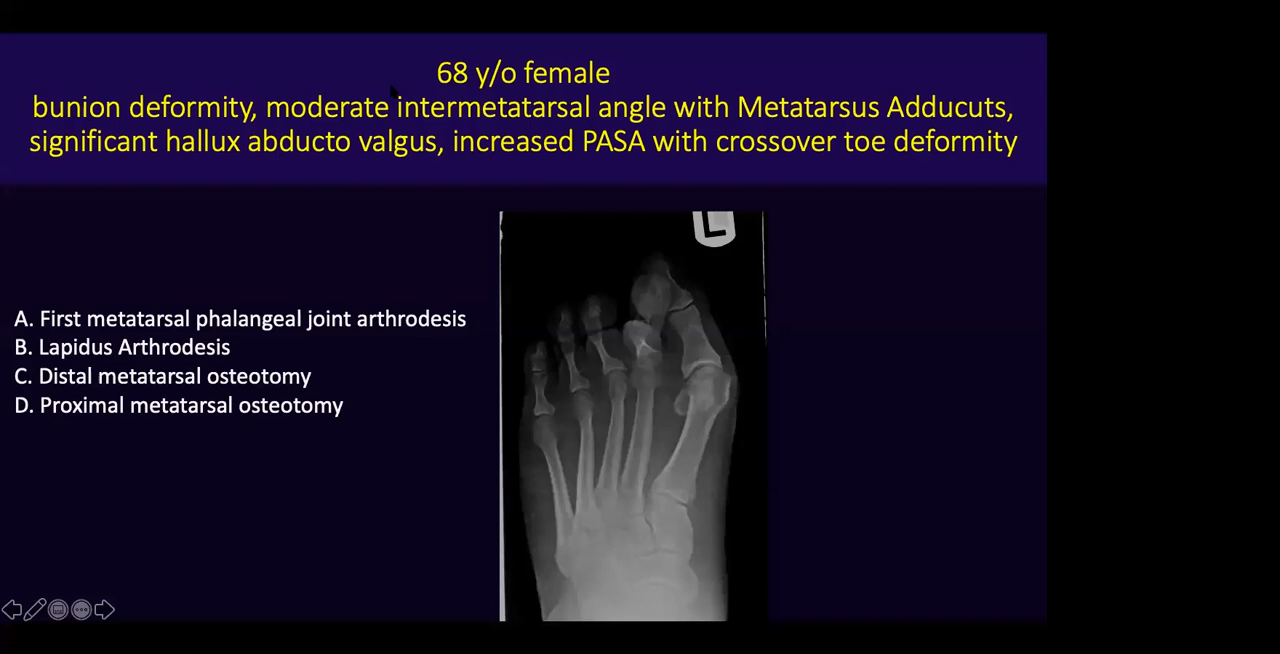 68 y/o female
bunion deformity, moderate intermetatarsal angle with Metatarsus Adducuts,
significant hallux abducto valgus, increased PASA with crossover toe deformity
L
A. First metatarsal phalangeal joint arthrodesis
B. Lapidus Arthrodesis
C. Distal metatarsal osteotomy
D. Proximal metatarsal osteotomy